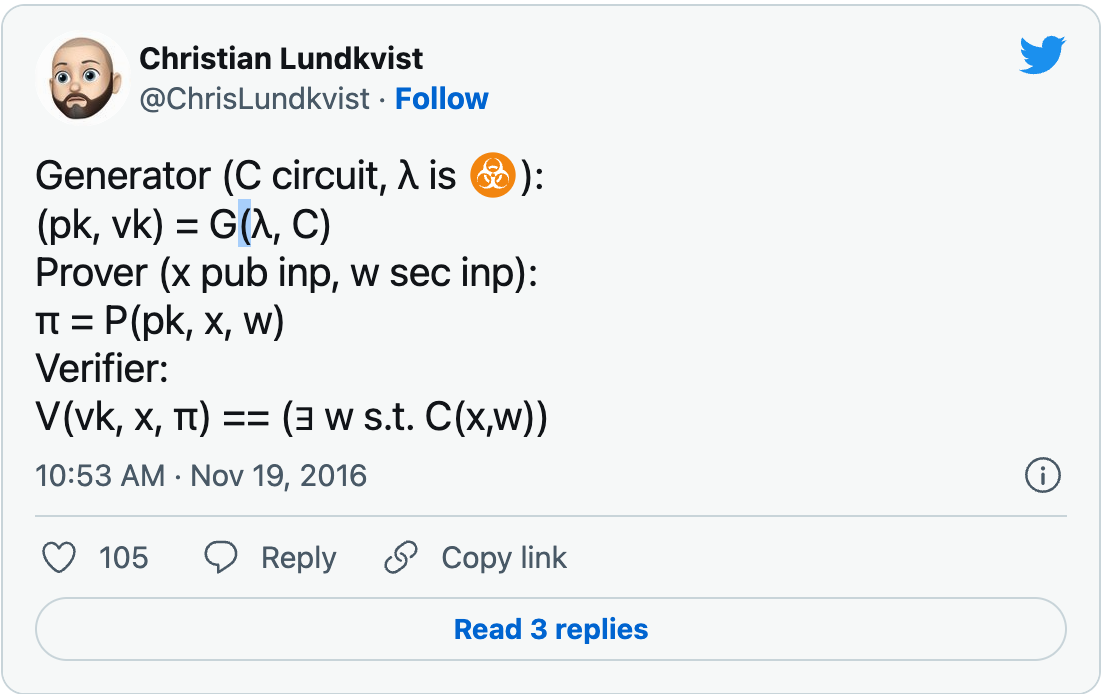 Christian Lundkvist
@ChrisLundkvist · Follow
Generator (C circuit, λ is ☣):
(pk, vk) = G(λ, C)
Prover (x pub inp, w sec inp):
π = P(pk, x, w)
Verifier:
V(vk, x, π) == (∃ w s.t. C(x,w))
10:53 AM · Nov 19, 2016
105 Reply Copy link
Read 3 replies